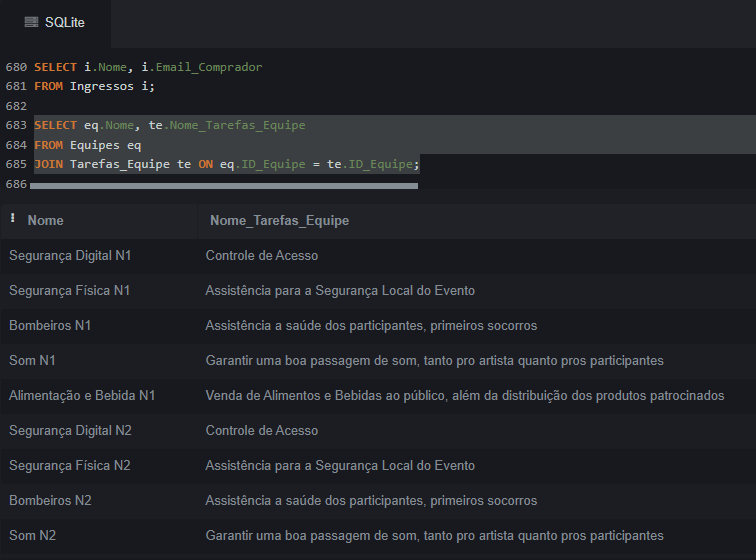 SQLite
680 SELECT i.Nome, i.Email_Comprador
681 FROM Ingressos i;
682
683 SELECT eq.Nome, te.Nome_Tarefas_Equipe
684 FROM Equipes eq
685 JOIN Tarefas_Equipe te ON eq.ID_Equipe = te.ID_Equipe;
686
Nome Nome_Tarefas_Equipe
Segurança Digital N1 Controle de Acesso
Segurança Física N1 Assistência para a Segurança Local do Evento
Bombeiros N1 Assistência a saúde dos participantes, primeiros socorros
Som N1 Garantir uma boa passagem de som, tanto pro artista quanto pros participantes
Alimentação e Bebida N1 Venda de Alimentos e Bebidas ao público, além da distribuição dos produtos patrocinados
Segurança Digital N2 Controle de Acesso
Segurança Física N2 Assistência para a Segurança Local do Evento
Bombeiros N2 Assistência a saúde dos participantes, primeiros socorros
Som N2 Garantir uma boa passagem de som, tanto pro artista quanto pros participantes